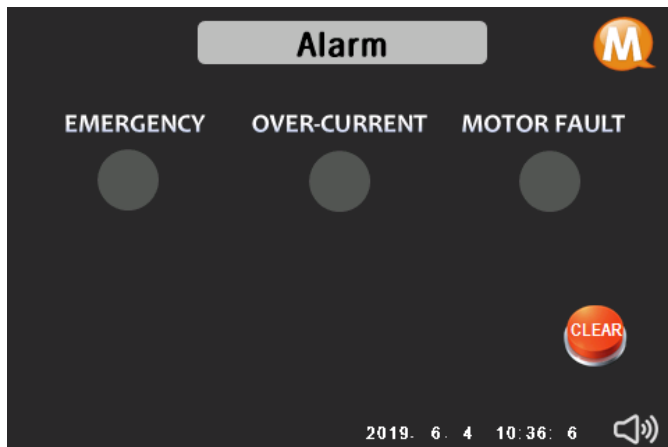 Alarm
M
EMERGENCY OVER-CURRENT MOTOR FAULT
CLEAR
2019. 6. 4 10:36: 6